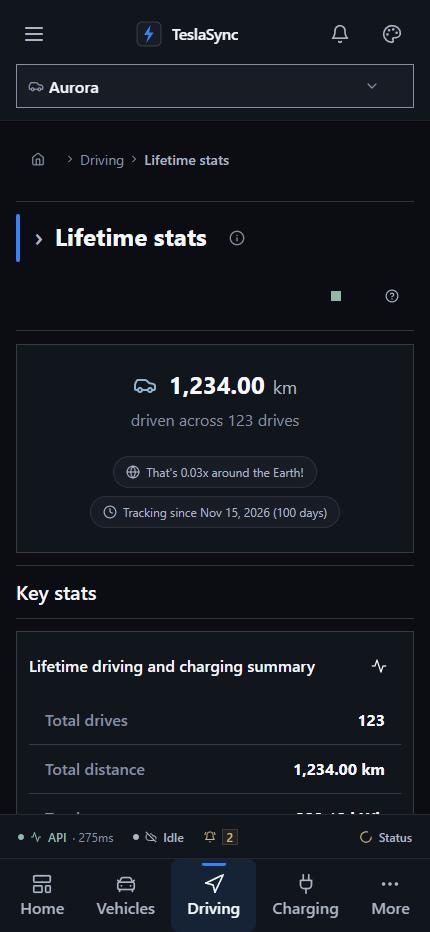 TeslaSync
Aurora
Driving
Lifetime stats
Lifetime stats
1,234.00 km
driven across 123 drives
That's 0.03x around the Earth!
Tracking since Nov 15, 2026 (100 days)
Key stats
Lifetime driving and charging summary
Total drives 123
Total distance 1,234.00 km
API · 275ms Idle 2 Status
Home Vehicles Driving Charging More